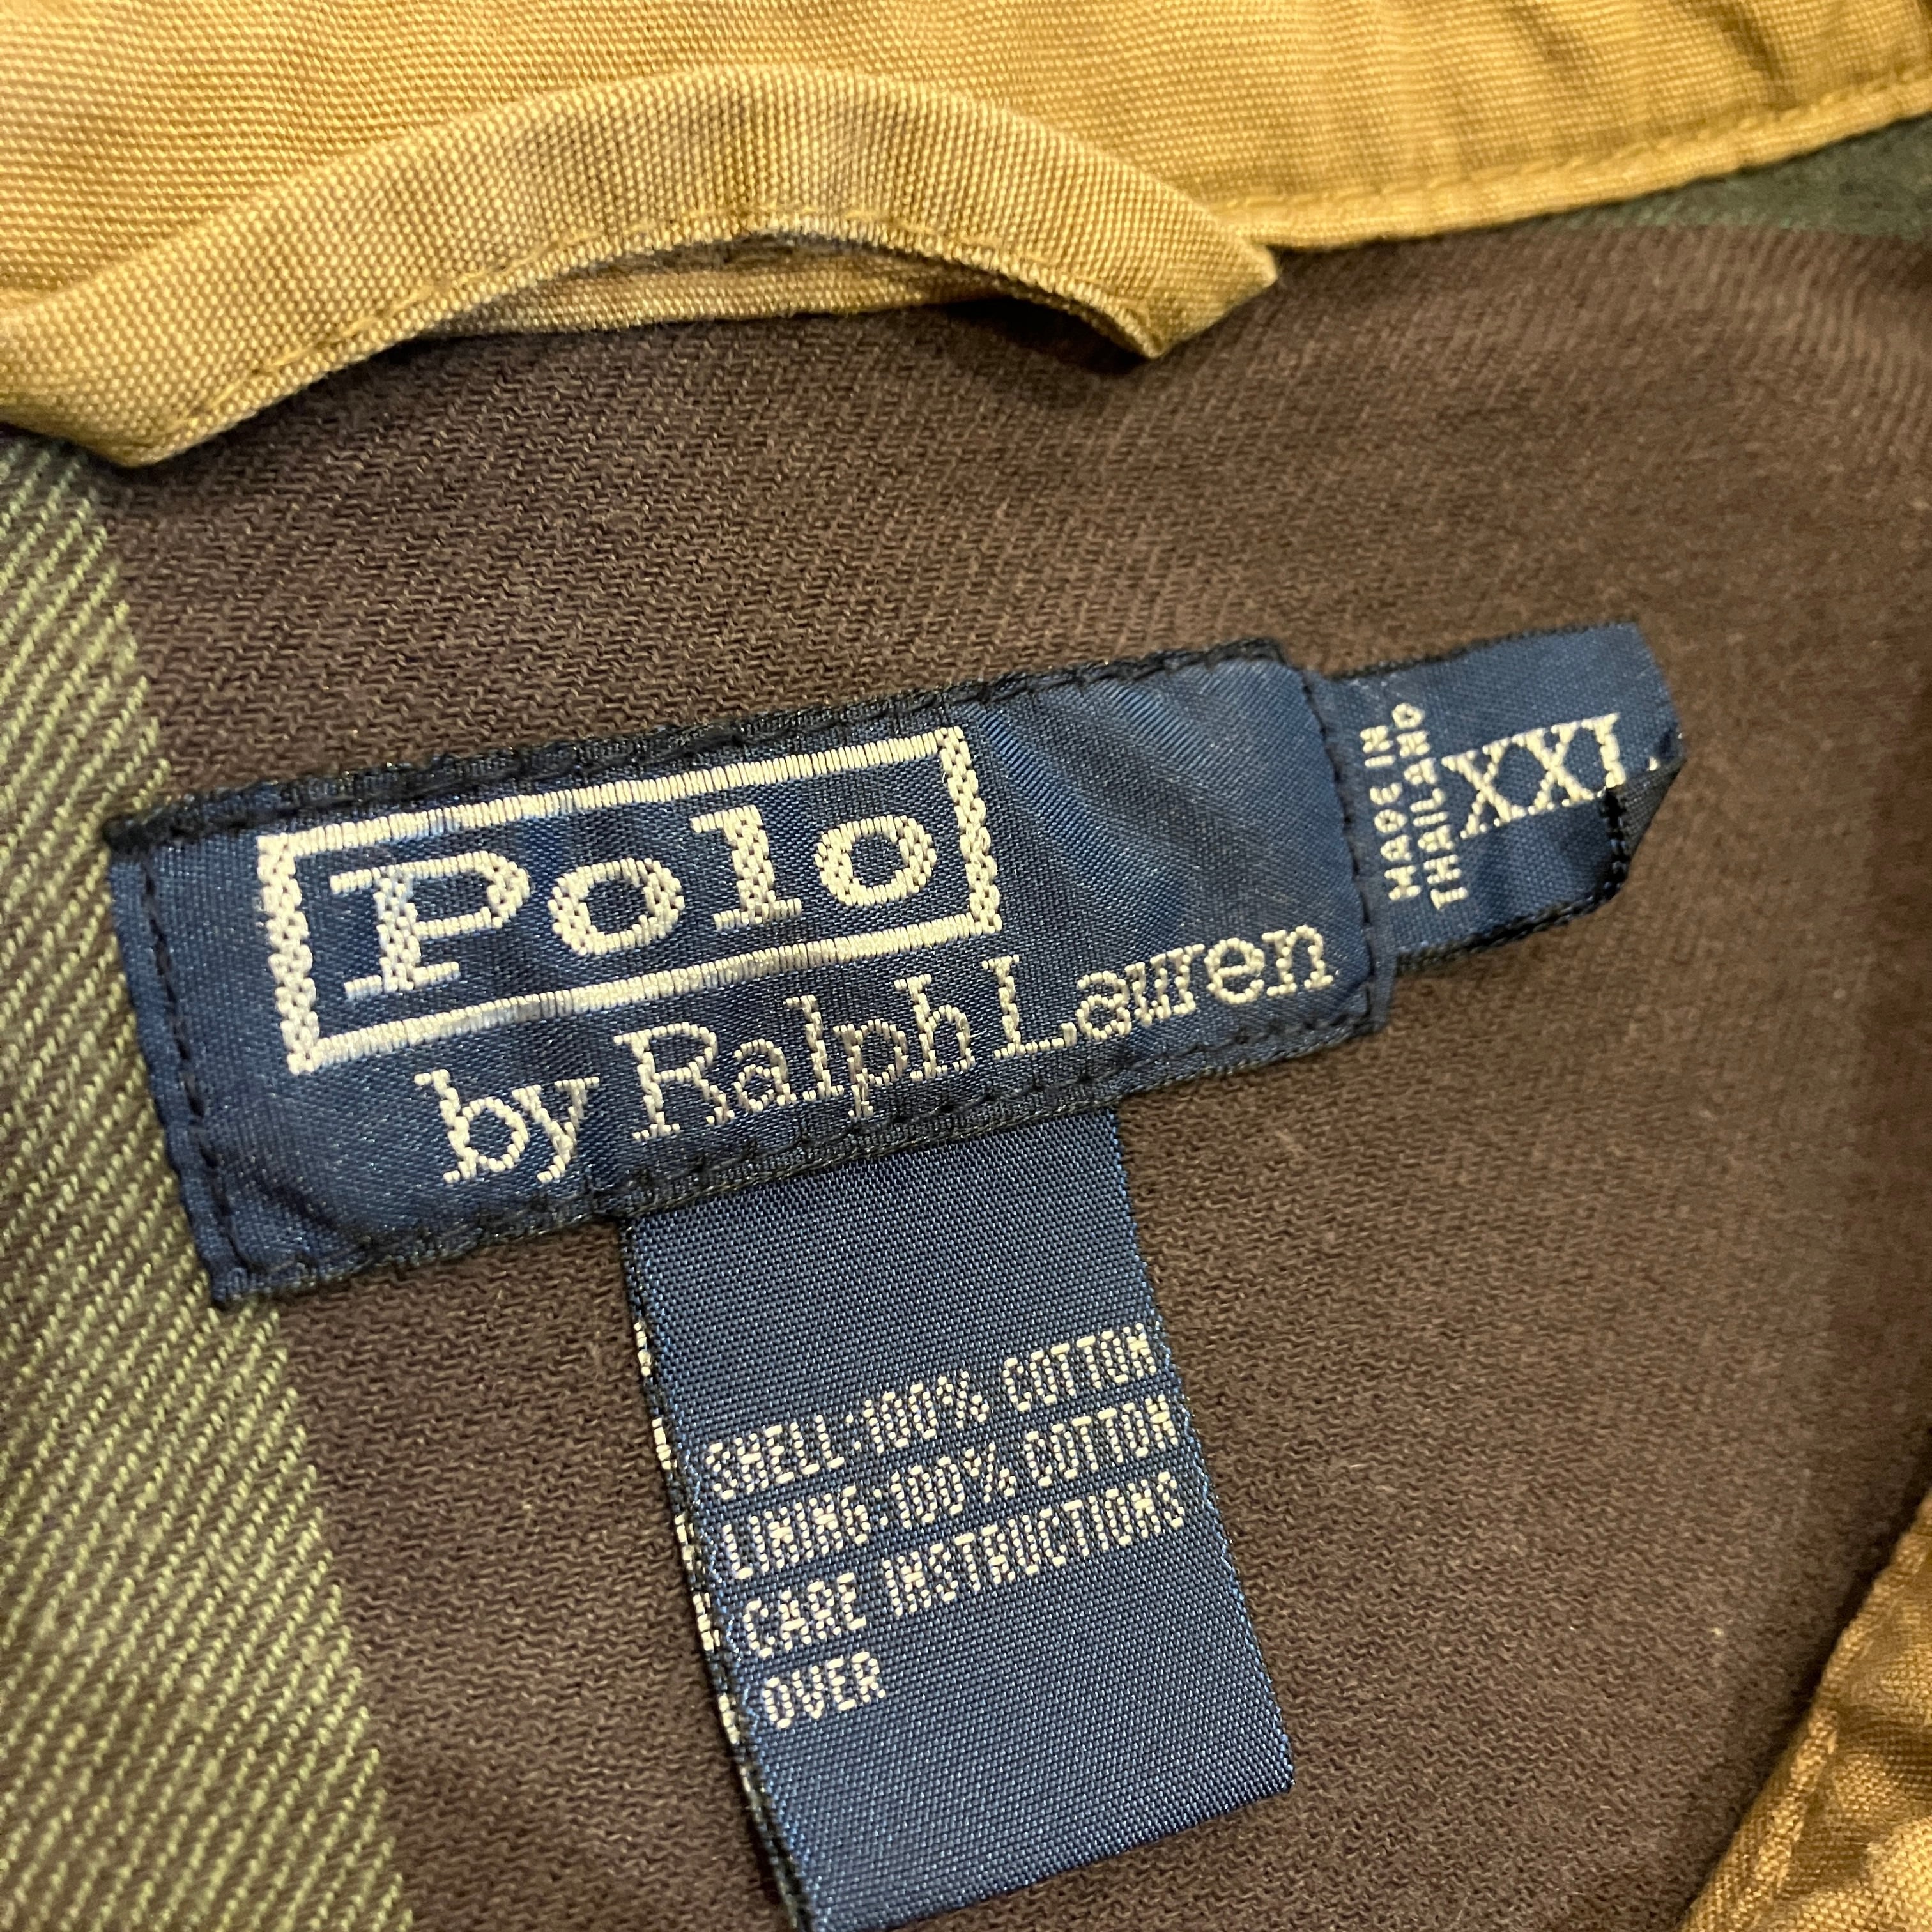 Polo
by Ralph Lauren
MADE IN
THAILAND
XXL
SHELL:100% COTTON
LINING:100% COTTON
CARE INSTRUCTIONS
OVER